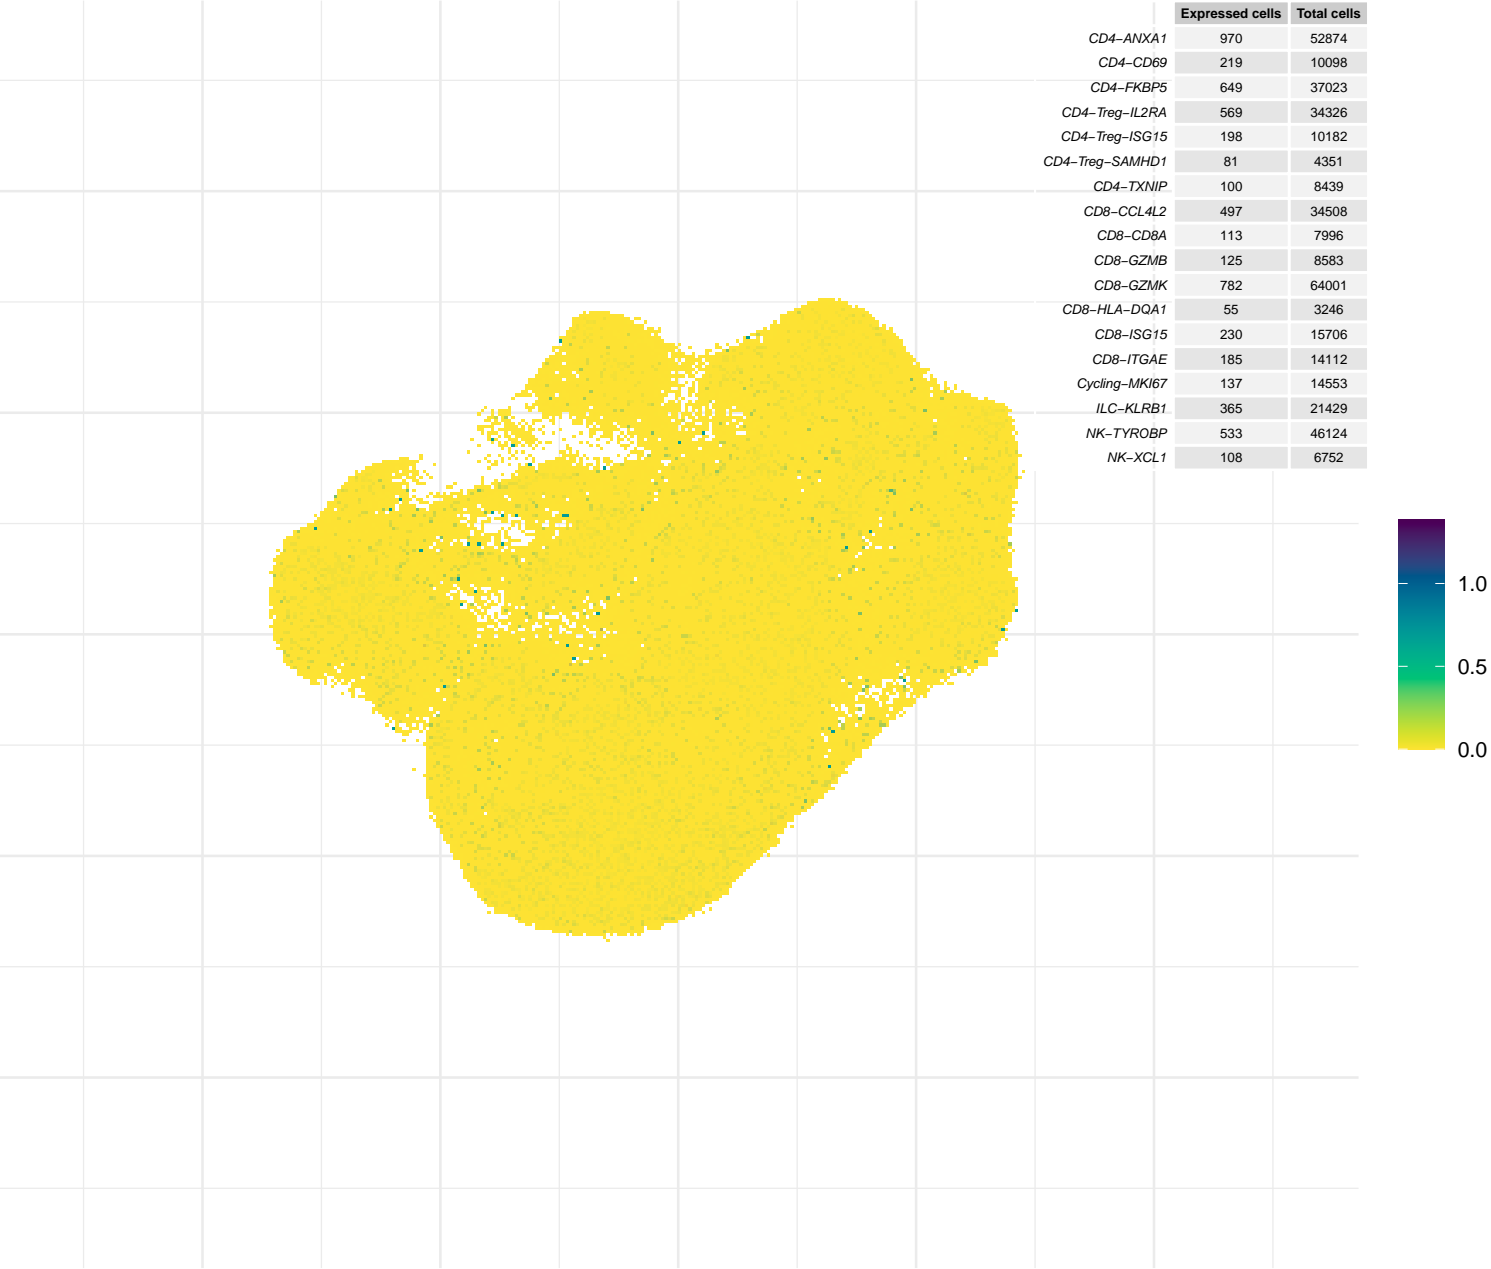 Expressed cells Total cells
CD4−ANXA1 970 52874
CD4−CD69 219 10098
CD4−FKBP5 649 37023
CD4−Treg−IL2RA 569 34326
CD4−Treg−ISG15 198 10182
CD4−Treg−SAMHD1 81 4351
CD4−TXNIP 100 8439
CD8−CCL4L2 497 34508
CD8−CD8A 113 7996
CD8−GZMB 125 8583
CD8−GZMK 782 64001
CD8−HLA−DQA1 55 3246
CD8−ISG15 230 15706
CD8−ITGAE 185 14112
Cycling−MKI67 137 14553
ILC−KLRB1 365 21429
NK−TYROBP 533 46124
NK−XCL1 108 6752
1.0
0.5
0.0